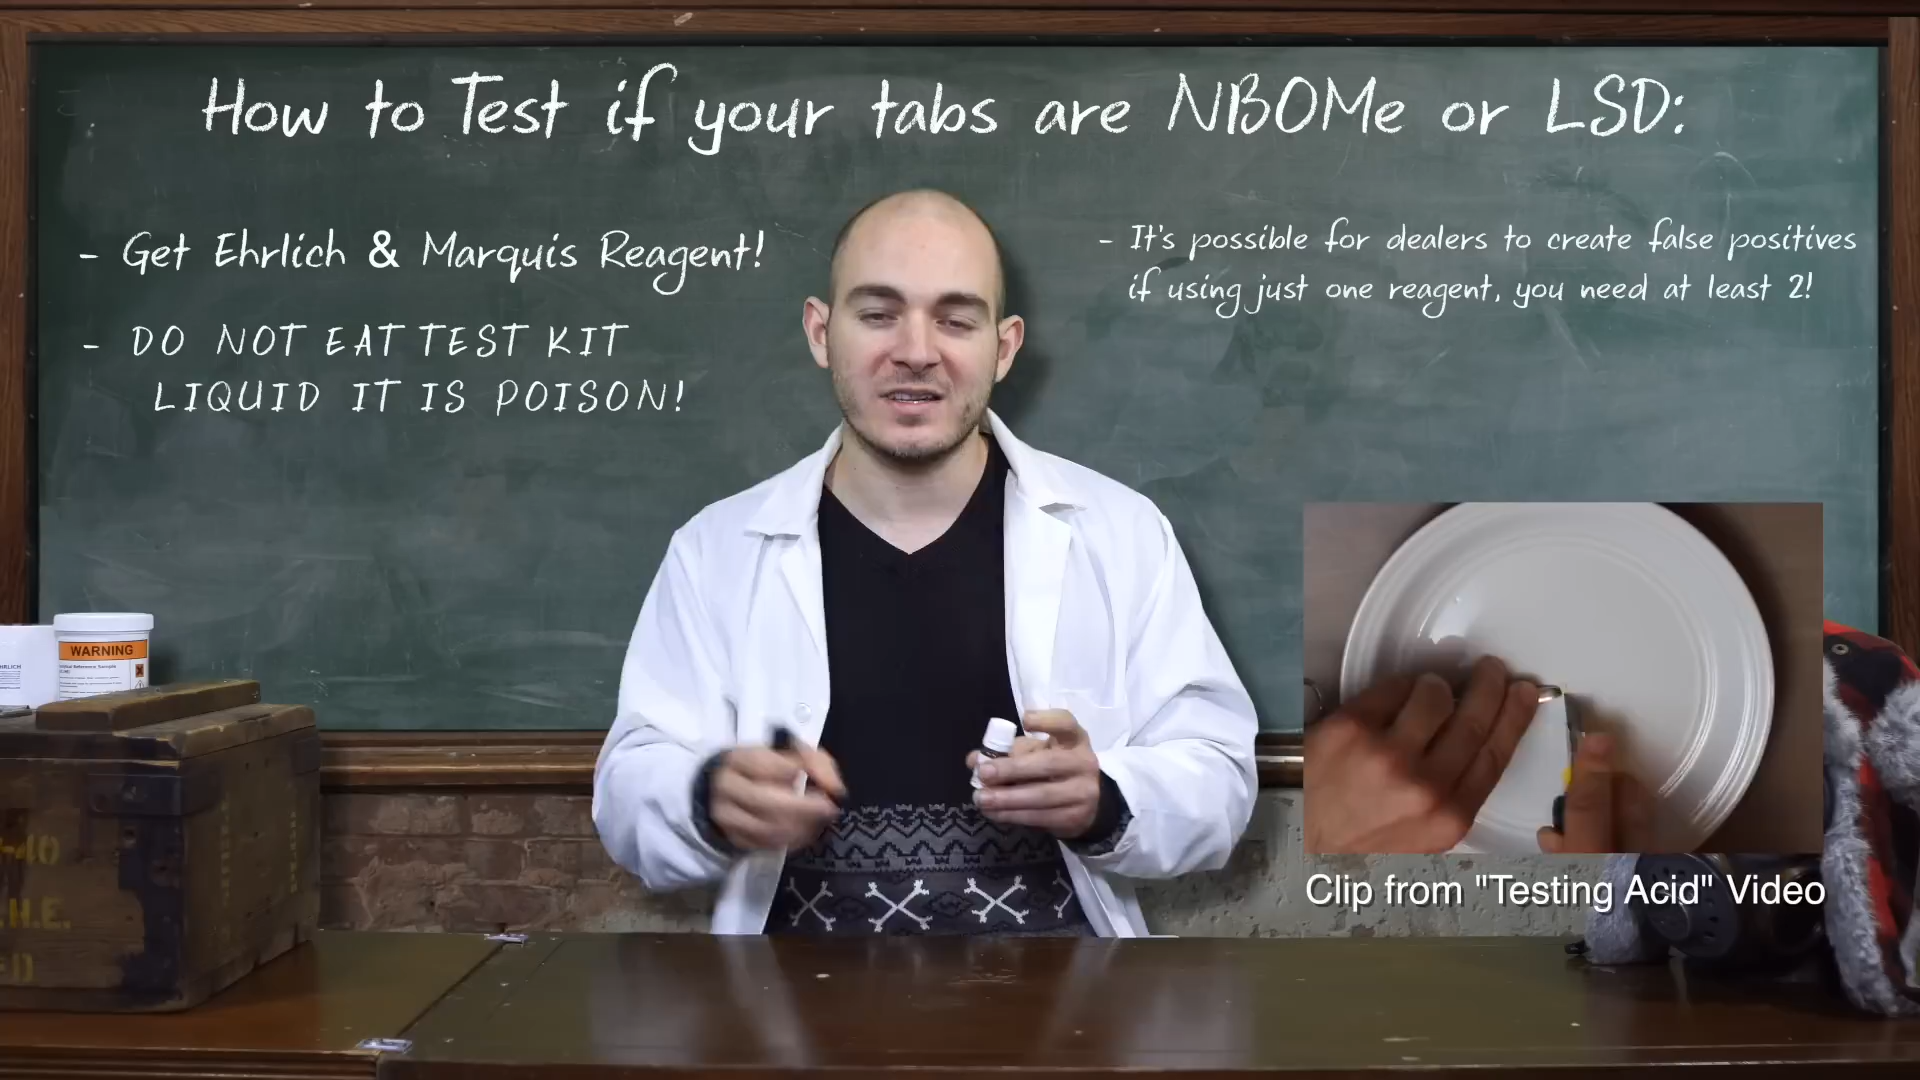 How to Test if your tabs are NBOMe or LSD:
- Get Ehrlich & Marquis Reagent!
- DO NOT EAT TEST KIT
LIQUID IT IS POISON!
- It's possible for dealers to create false positives
if using just one reagent, you need at least 2!
WARNING
Clip from "Testing Acid" Video